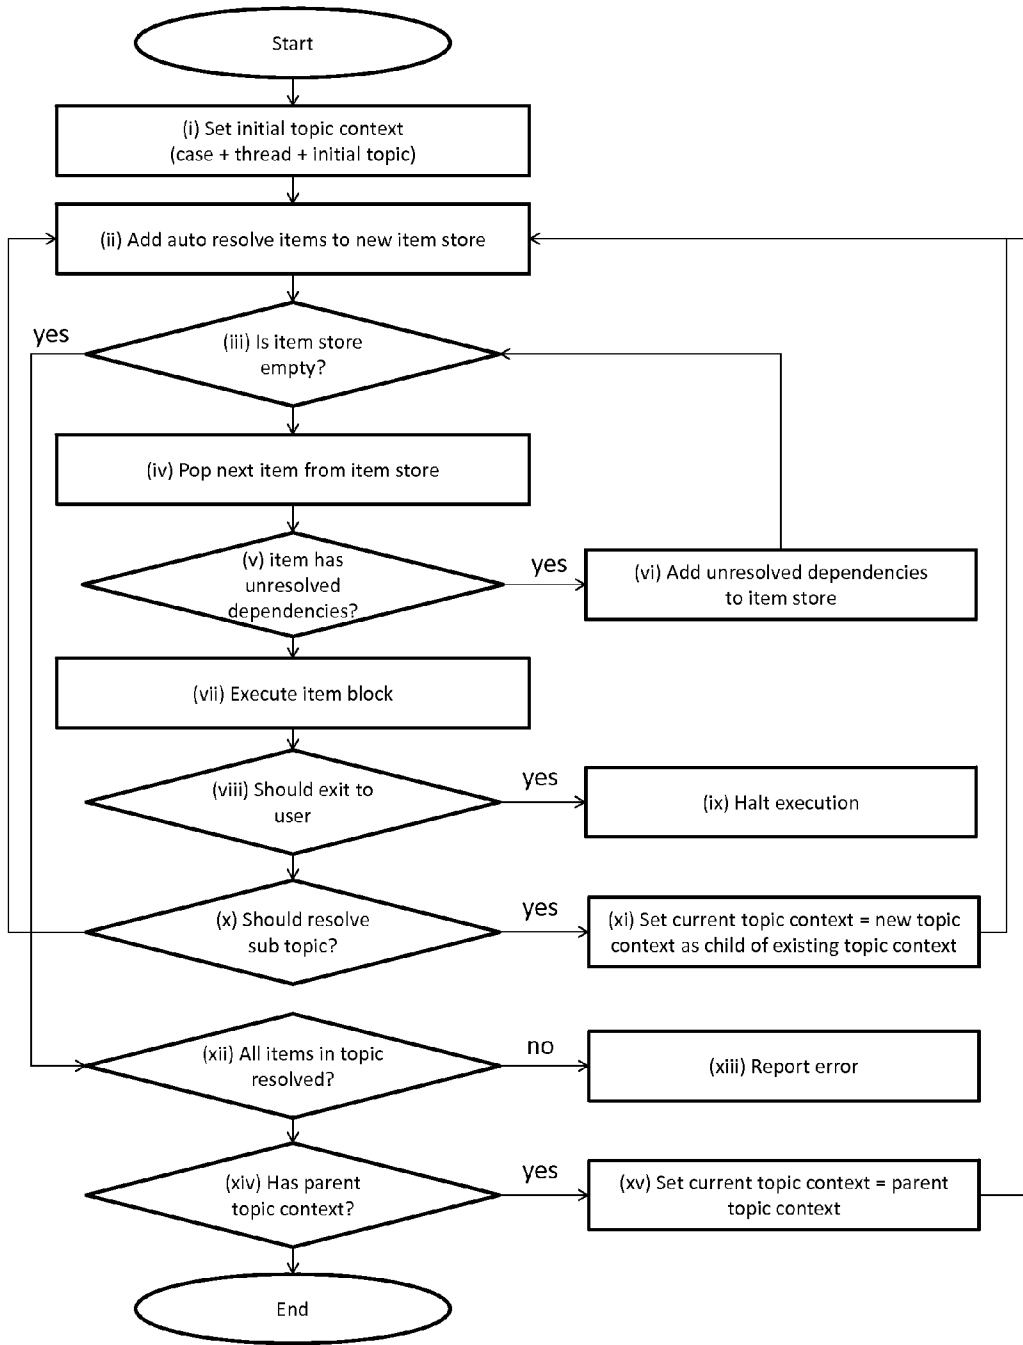 Start
(i) Set initial topic context
(case + thread + initial topic)
(ii) Add auto resolve items to new item store
yes
(iii) Is item store
empty?
(iv) Pop next item from item store
(v) item has
unresolved
dependencies?
yes
(vi) Add unresolved dependencies
to item store
(vii) Execute item block
(viii) Should exit to
user
yes
(ix) Halt execution
(x) Should resolve
sub topic?
yes
(xi) Set current topic context = new topic
context as child of existing topic context
(xii) All items in topic
resolved?
no
(xiii) Report error
(xiv) Has parent
topic context?
yes
(xv) Set current topic context = parent
topic context
End